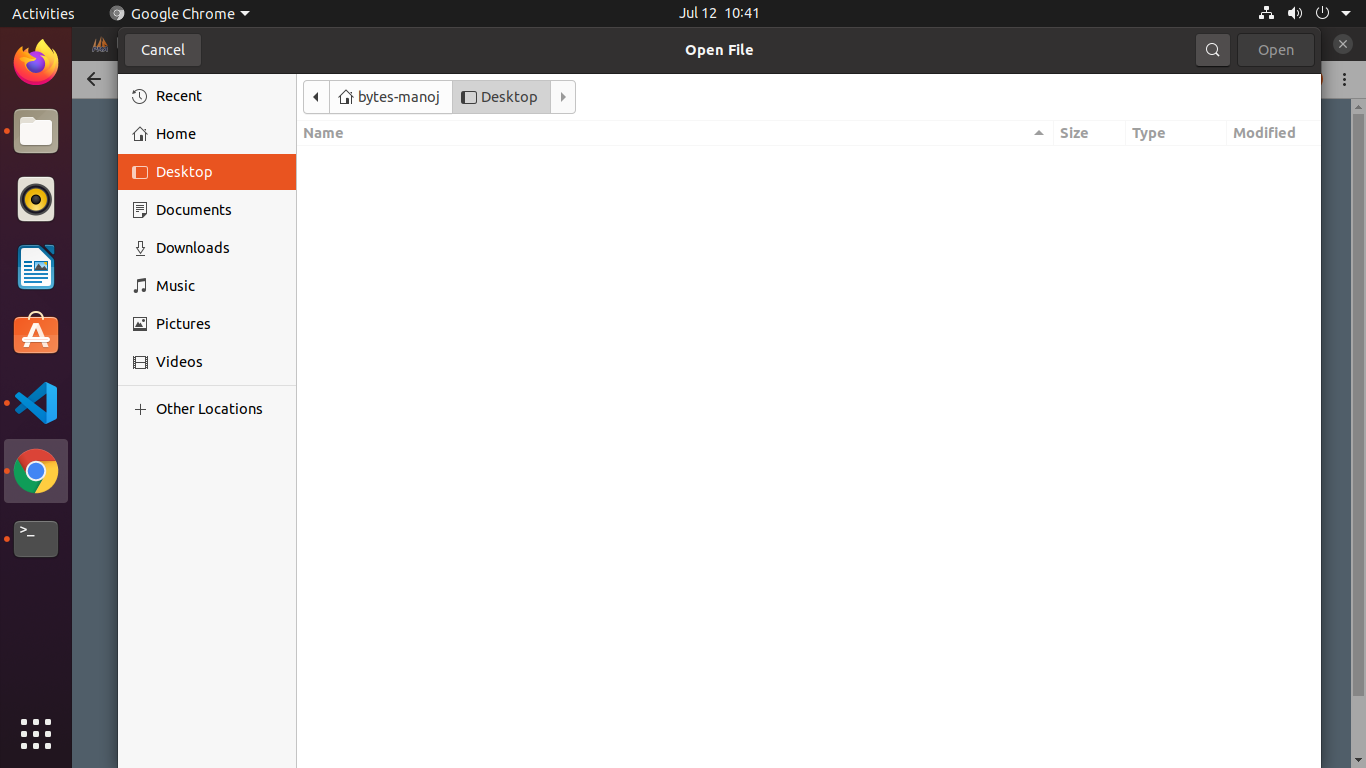 Activities
Google Chrome
Jul 12 10:41
Cancel
Open File
Open
Recent
Home
Desktop
Documents
Downloads
Music
Pictures
Videos
Other Locations
bytes-manoj
Desktop
Name
Size
Type
Modified
>_